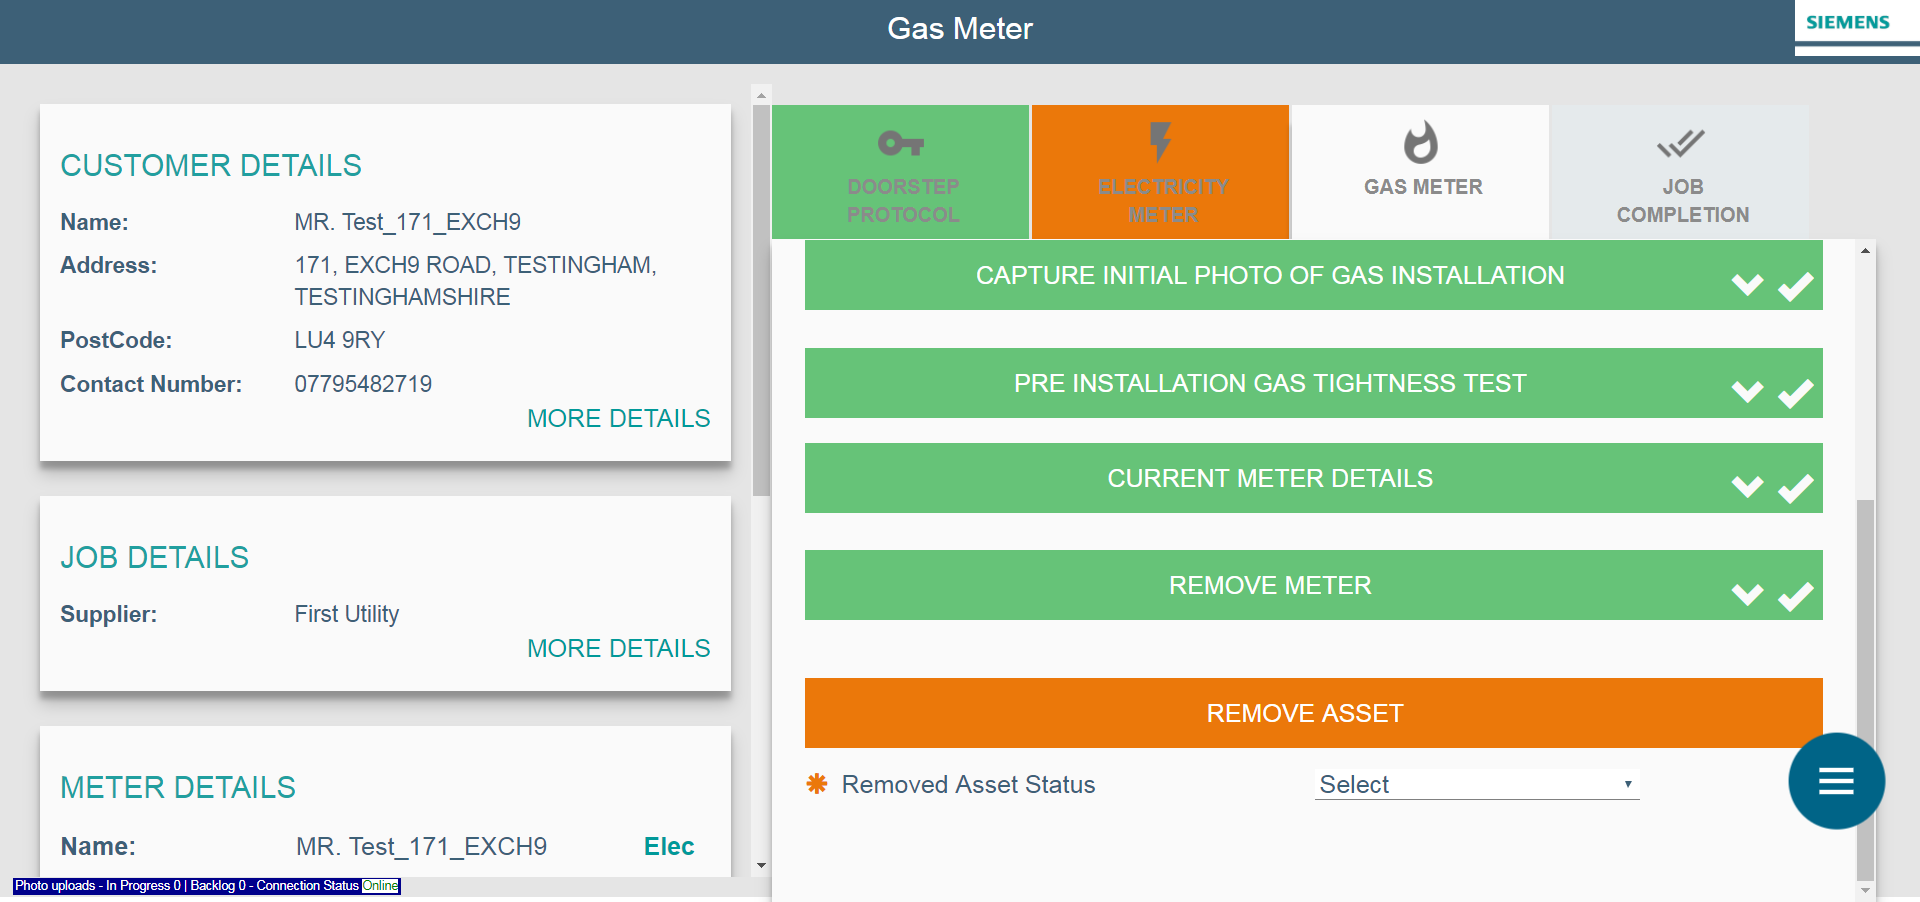 Gas Meter
SIEMENS
CUSTOMER DETAILS
Name: MR. Test_171_EXCH9
Address: 171, EXCH9 ROAD, TESTINGHAM,
TESTINGHAMSHIRE
PostCode: LU4 9RY
Contact Number: 07795482719
MORE DETAILS
JOB DETAILS
Supplier: First Utility
MORE DETAILS
METER DETAILS
Name: MR. Test_171_EXCH9 Elec
Photo uploads - In Progress 0 | Backlog 0 - Connection Status Online
DOORSTEP
PROTOCOL
ELECTRICITY
METER
GAS METER
JOB
COMPLETION
CAPTURE INITIAL PHOTO OF GAS INSTALLATION
PRE INSTALLATION GAS TIGHTNESS TEST
CURRENT METER DETAILS
REMOVE METER
REMOVE ASSET
Removed Asset Status Select